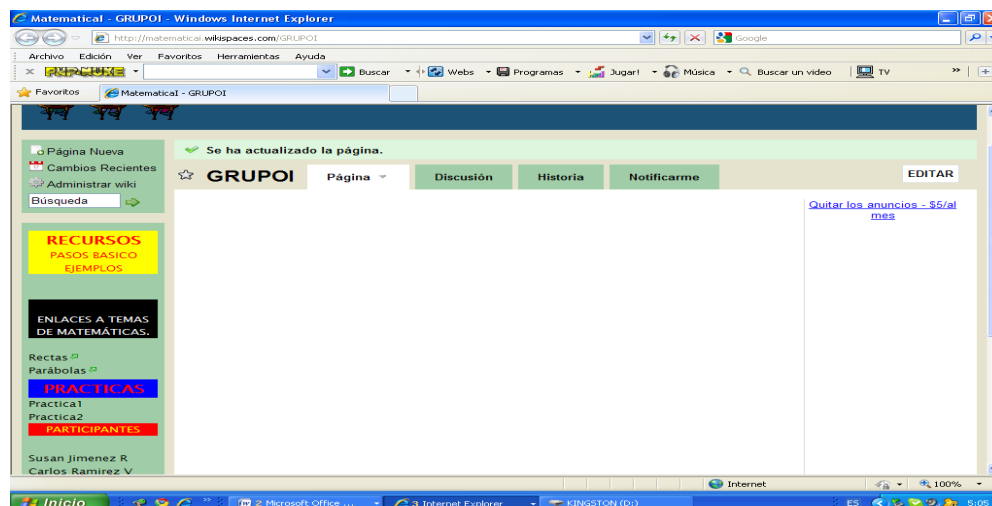 MatematicaI - GRUPOI - Windows Internet Explorer
http://matematicai.wikispaces.com/GRUPOI
Google
Archivo Edición Ver Favoritos Herramientas Ayuda
Buscar Webs Programas Jugar! Música Buscar un video TV
Favoritos MatematicaI - GRUPOI
Página Nueva
Cambios Recientes
Administrar wiki
Búsqueda
Se ha actualizado la página.
GRUPOI Página Discusión Historia Notificarme EDITAR
Quitar los anuncios - $5/al
mes
RECURSOS
PASOS BASICO
EJEMPLOS
ENLACES A TEMAS
DE MATEMÁTICAS.
Rectas
Parábolas
PRACTICAS
Practica1
Practica2
PARTICIPANTES
Susan Jimenez R
Carlos Ramirez V
Internet 100%
Inicio 2 Microsoft Office ... 3 Internet Explorer KINGSTON (D:) ES 5:05